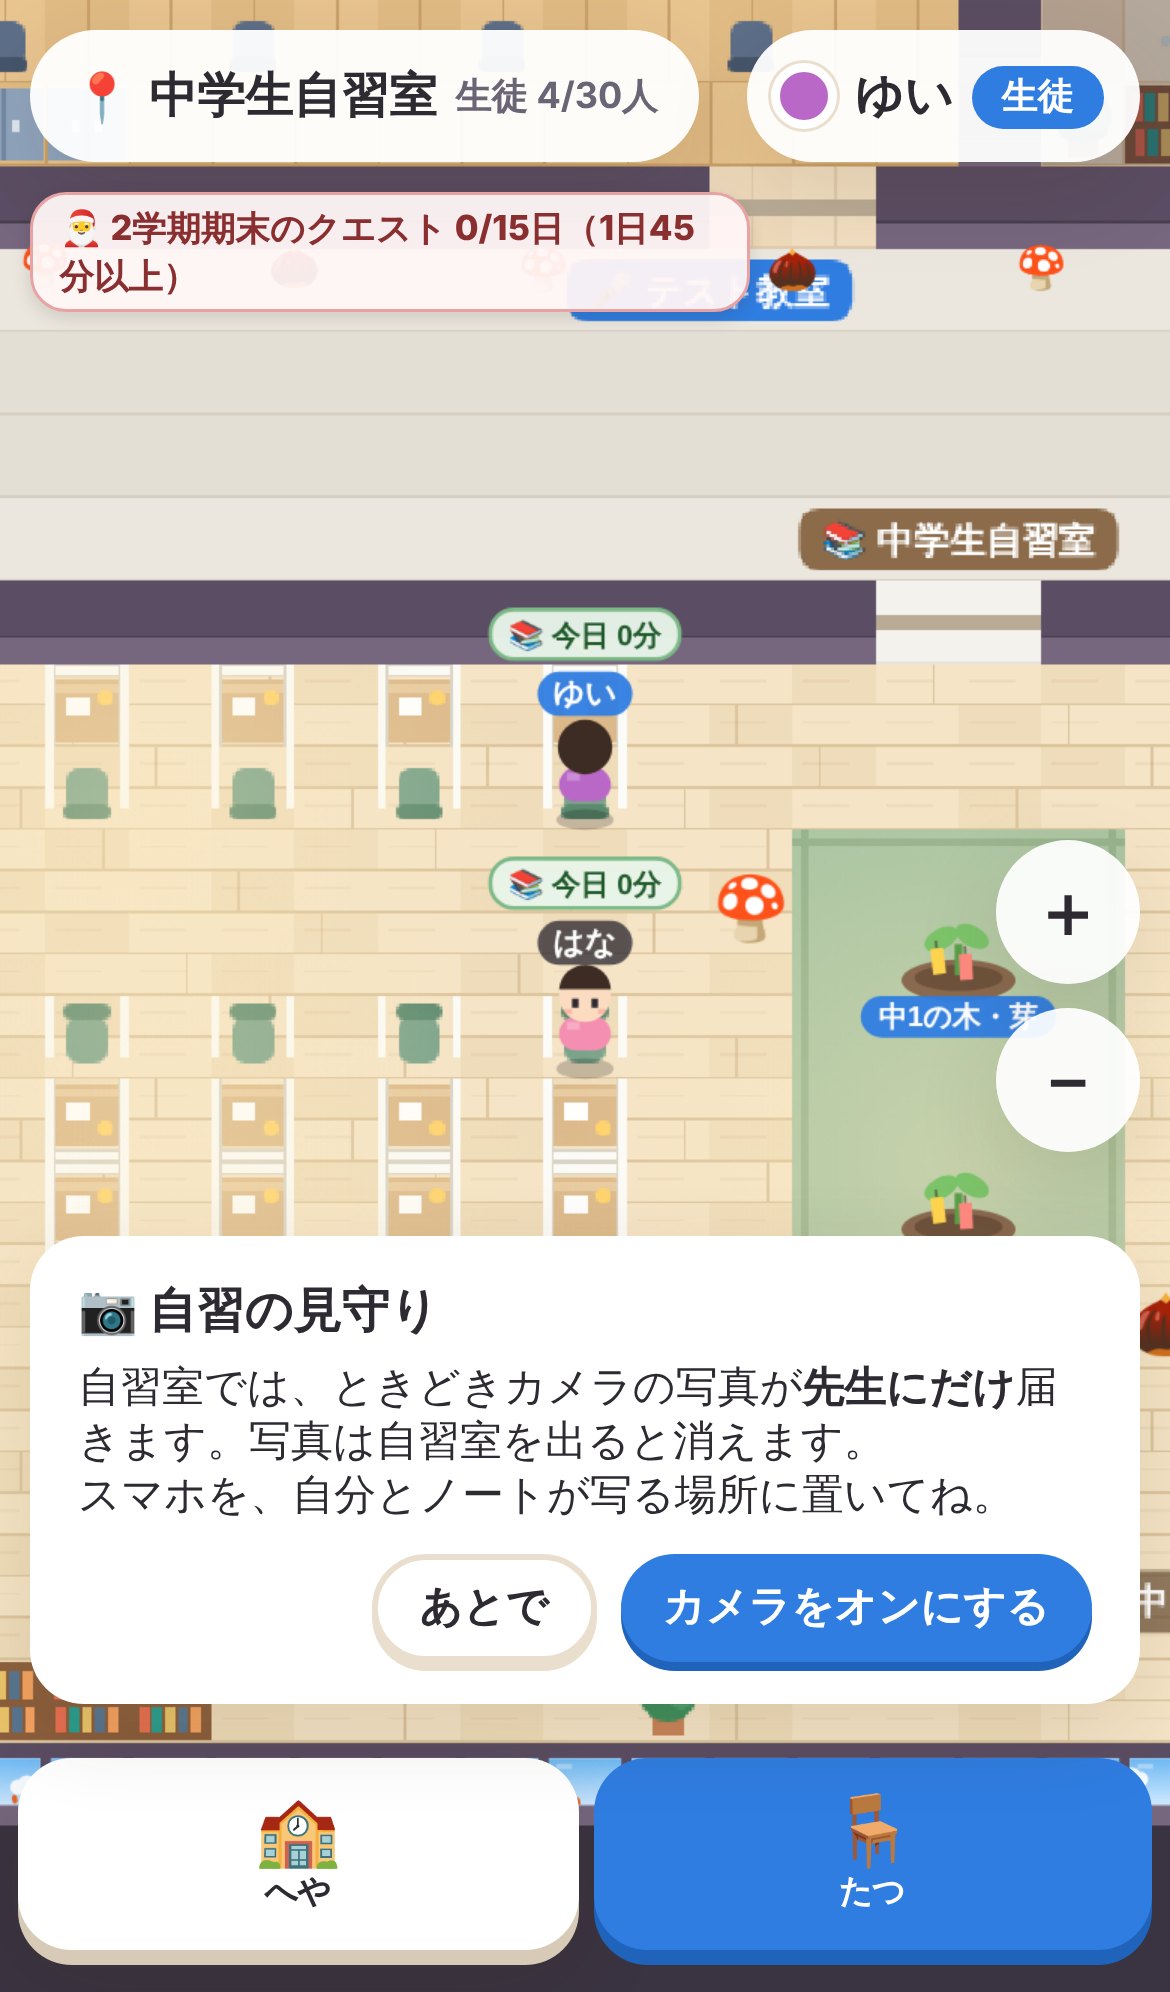 中学生自習室 生徒 4/30人
ゆい 生徒
2学期期末のクエスト 0/15日（1日45
分以上）
テスト教室
中学生自習室
今日 0分
ゆい
今日 0分
はな
中1の木・芽
自習の見守り
自習室では、ときどきカメラの写真が先生にだけ届
きます。写真は自習室を出ると消えます。
スマホを、自分とノートが写る場所に置いてね。
あとで
カメラをオンにする
中
へや
たつ